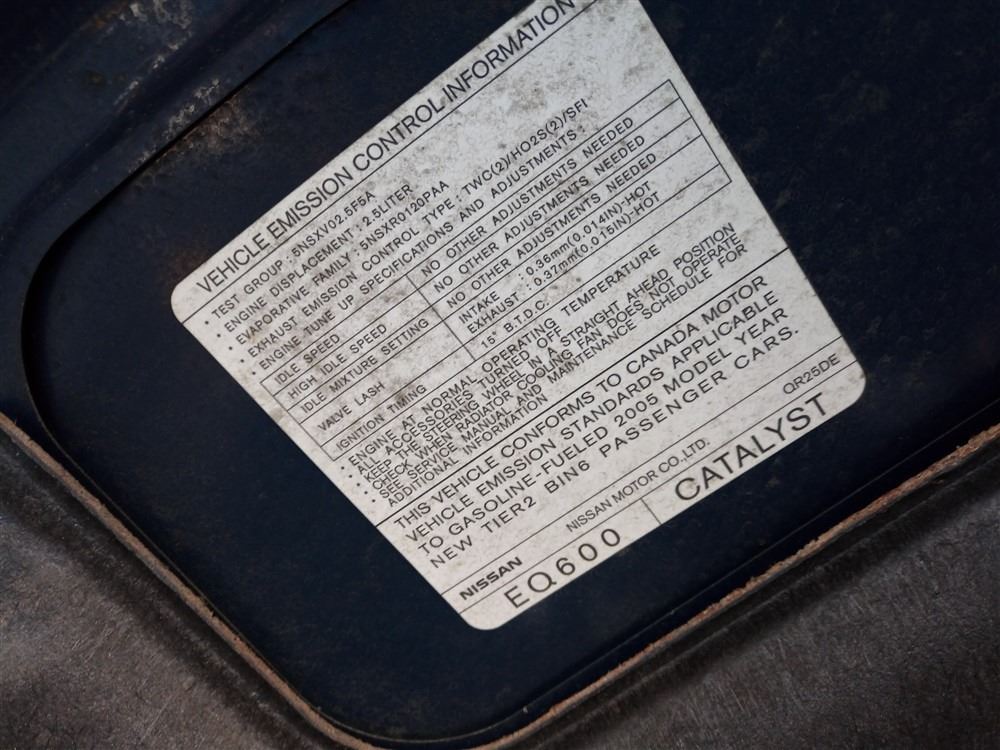 VEHICLE EMISSION CONTROL INFORMATION
• TEST GROUP : 5NSXV02.5F5A
• ENGINE DISPLACEMENT : 2.5LITER
• EVAPORATIVE FAMILY : 5NSXR0120PAA
• EXHAUST EMISSION CONTROL TYPE : TWC(2)/HO2S(2)/SFI
• ENGINE TUNE UP SPECIFICATIONS AND ADJUSTMENTS :
IDLE SPEED NO OTHER ADJUSTMENTS NEEDED
HIGH IDLE SPEED NO OTHER ADJUSTMENTS NEEDED
IDLE MIXTURE SETTING NO OTHER ADJUSTMENTS NEEDED
VALVE LASH INTAKE : 0.36mm(0.014IN)-HOT
EXHAUST : 0.37mm(0.015IN)-HOT
IGNITION TIMING 15° B.T.D.C.
• ENGINE AT NORMAL OPERATING TEMPERATURE
• ALL ACCESSORIES TURNED OFF
• KEEP THE STEERING WHEEL IN A STRAIGHT AHEAD POSITION
• CHECK WHEN RADIATOR COOLING FAN DOES NOT OPERATE
• SEE SERVICE MANUAL AND MAINTENANCE SCHEDULE FOR
ADDITIONAL INFORMATION
THIS VEHICLE CONFORMS TO CANADA MOTOR
VEHICLE EMISSION STANDARDS APPLICABLE
TO GASOLINE-FUELED 2005 MODEL YEAR
NEW TIER2 BIN6 PASSENGER CARS.
NISSAN NISSAN MOTOR CO.,LTD. QR25DE
EQ600 CATALYST